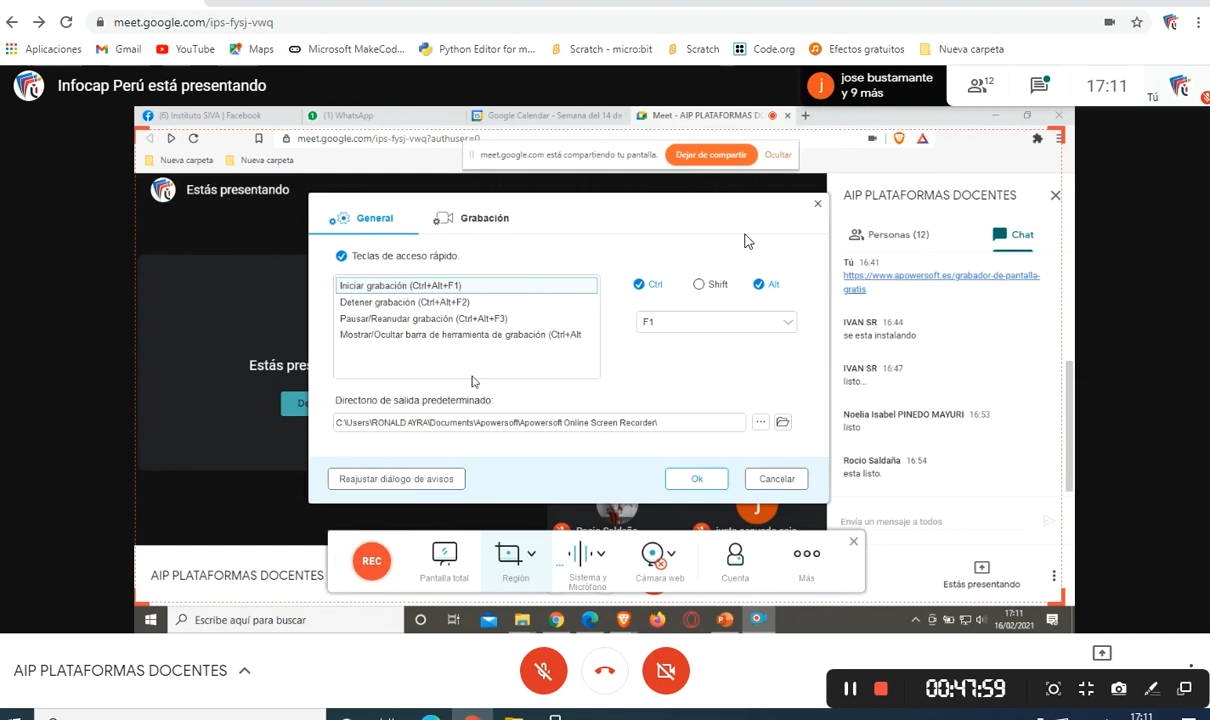 meet.google.com/ips-fysj-vwq
Aplicaciones Gmail YouTube Maps Microsoft MakeCod... Python Editor for m... Scratch - micro:bit Scratch Code.org Efectos gratuitos Nueva carpeta
Infocap Perú está presentando
jose bustamante
y 9 más
12
17:11
Tú
(6) Instituto SIVA | Facebook (1) WhatsApp Google Calendar - Semana del 14 de Meet - AIP PLATAFORMAS DC
meet.google.com/ips-fysj-vwq?authuser=0
Nueva carpeta Nueva carpeta
meet.google.com está compartiendo tu pantalla. Dejar de compartir Ocultar
Estás presentando
AIP PLATAFORMAS DOCENTES
Personas (12) Chat
General Grabación
Teclas de acceso rápido.
Iniciar grabación (Ctrl+Alt+F1)
Detener grabación (Ctrl+Alt+F2)
Pausar/Reanudar grabación (Ctrl+Alt+F3)
Mostrar/Ocultar barra de herramienta de grabación (Ctrl+Alt
Ctrl Shift Alt
F1
Directorio de salida predeterminado:
C:\Users\RONALD AYRA\Documents\Apowersoft\Apowersoft Online Screen Recorder\
...
Reajustar diálogo de avisos Ok Cancelar
Estás pres
Tú 16:41
https://www.apowersoft.es/grabador-de-pantalla-
gratis
IVAN SR 16:44
se esta instalando
IVAN SR 16:47
listo...
Noelia Isabel PINEDO MAYURI 16:53
listo
Rocio Saldaña 16:54
esta listo.
Envía un mensaje a todos
Rocio Saldaña
REC
Pantalla total
Región
Sistema y
Micrófono
Cámara web
Cuenta
Más
AIP PLATAFORMAS DOCENTES
Estás presentando
Escribe aquí para buscar
17:11
16/02/2021
AIP PLATAFORMAS DOCENTES
00:47:59
17:11